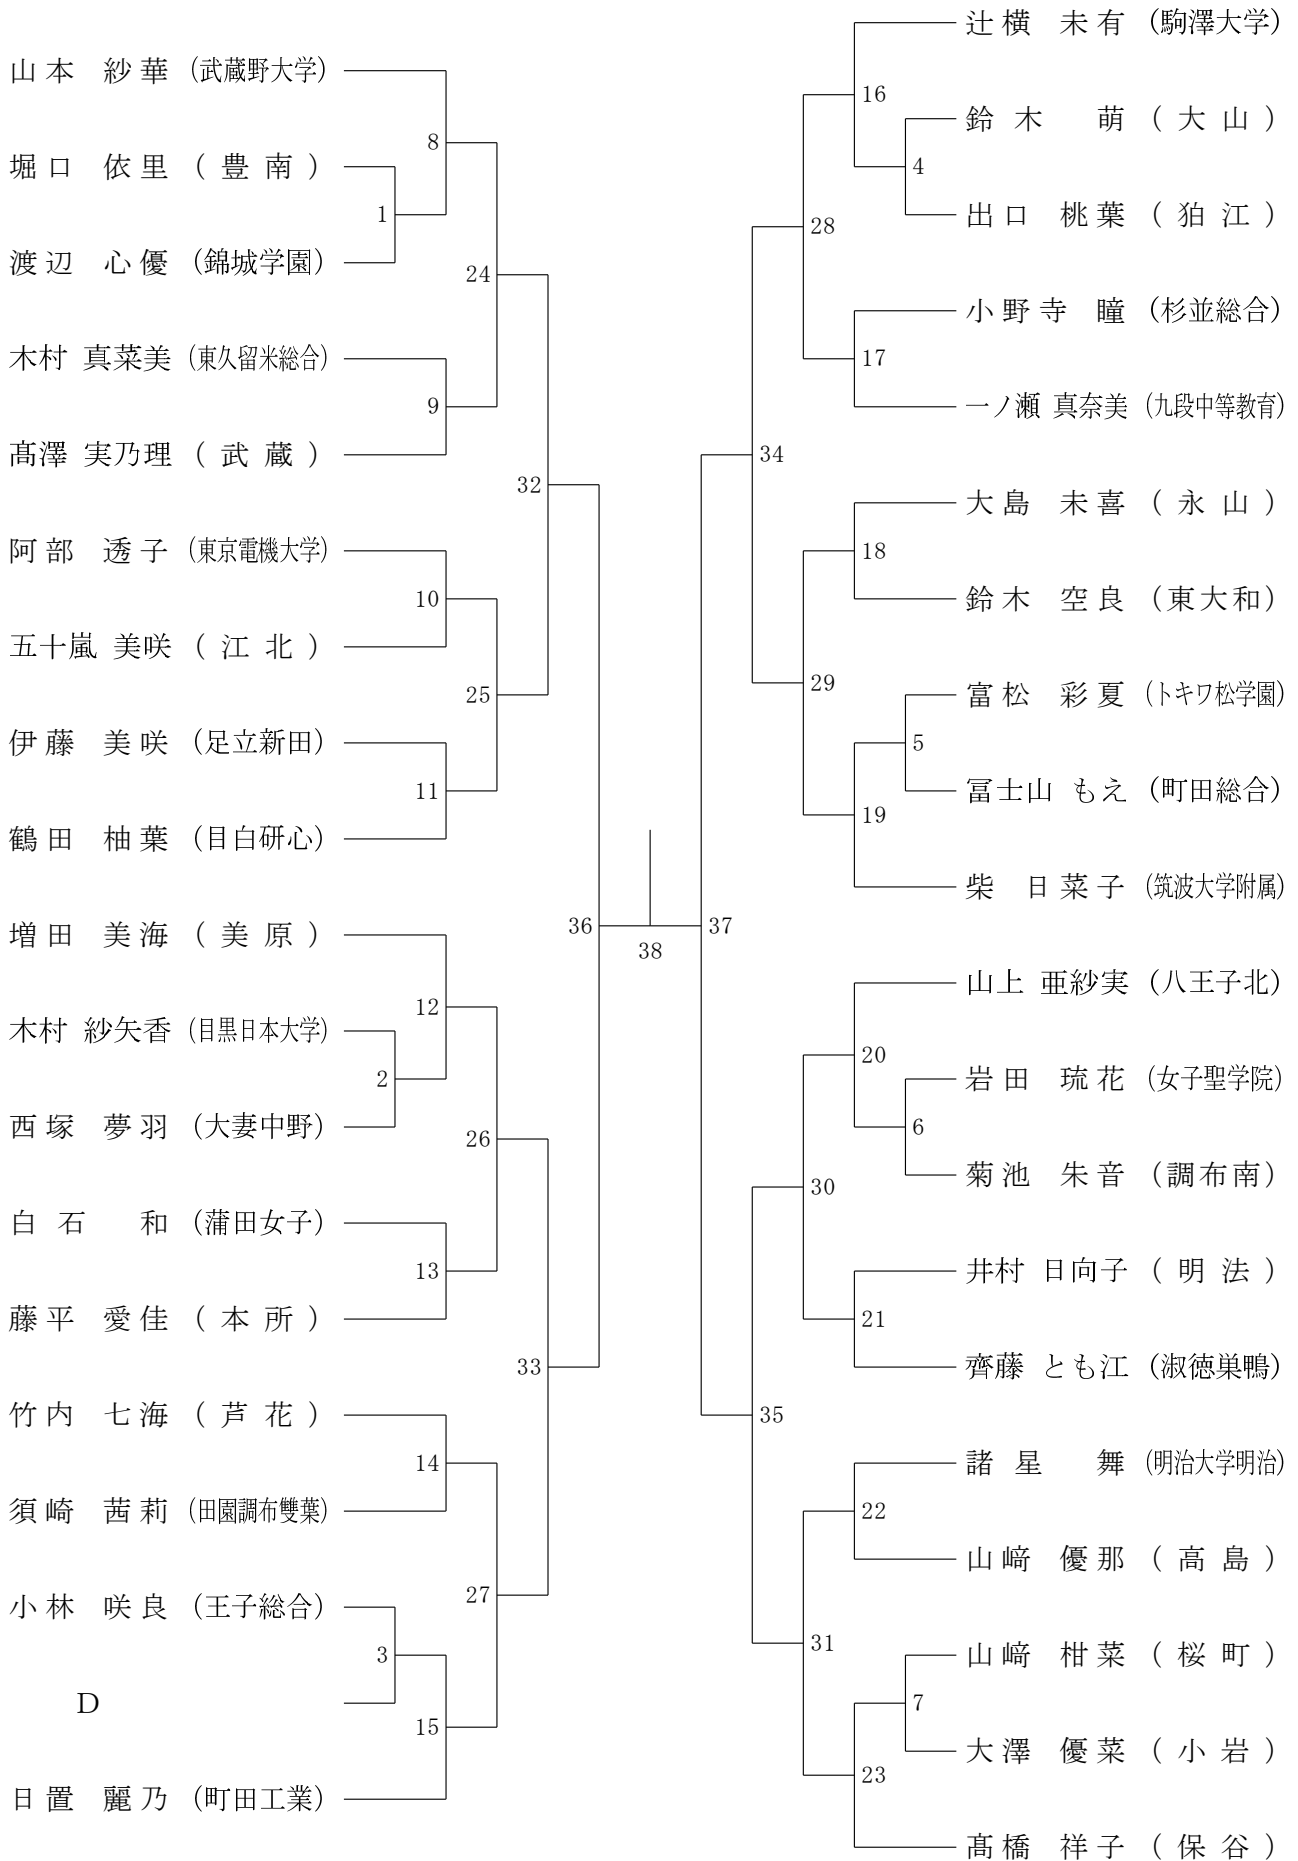 山本 紗華 (武蔵野大学)
8
堀口 依里 (豊南)
1
渡辺 心優 (錦城学園)
24
木村 真菜美 (東久留米総合)
9
髙澤 実乃理 (武蔵)
32
阿部 透子 (東京電機大学)
10
五十嵐 美咲 (江北)
25
伊藤 美咲 (足立新田)
11
鶴田 柚葉 (目白研心)
36
増田 美海 (美原)
12
木村 紗矢香 (目黒日本大学)
2
西塚 夢羽 (大妻中野)
26
白石 和 (蒲田女子)
13
藤平 愛佳 (本所)
33
竹内 七海 (芦花)
14
須崎 茜莉 (田園調布雙葉)
27
小林 咲良 (王子総合)
3
D
15
日置 麗乃 (町田工業)
38
辻横 未有 (駒澤大学)
16
鈴木 萌 (大山)
4
出口 桃葉 (狛江)
28
小野寺 瞳 (杉並総合)
17
一ノ瀬 真奈美 (九段中等教育)
34
大島 未喜 (永山)
18
鈴木 空良 (東大和)
29
富松 彩夏 (トキワ松学園)
5
冨士山 もえ (町田総合)
19
柴 日菜子 (筑波大学附属)
37
山上 亜紗実 (八王子北)
20
岩田 琉花 (女子聖学院)
6
菊池 朱音 (調布南)
30
井村 日向子 (明法)
21
齊藤 とも江 (淑徳巣鴨)
35
諸星 舞 (明治大学明治)
22
山﨑 優那 (高島)
31
山﨑 柑菜 (桜町)
7
大澤 優菜 (小岩)
23
髙橋 祥子 (保谷)